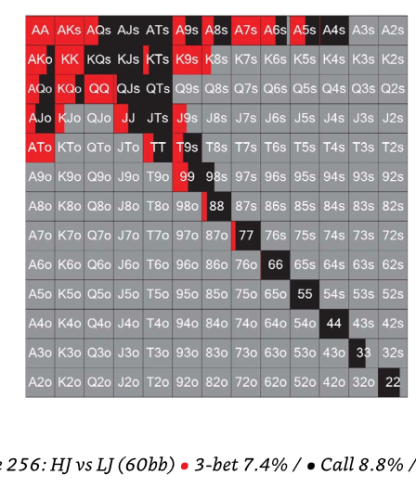 AA AKs AQs AJs ATs A9s A8s A7s A6s A5s A4s A3s A2s
AKo KK KQs KJs KTs K9s K8s K7s K6s K5s K4s K3s K2s
AQo KQo QQ QJs QTs Q9s Q8s Q7s Q6s Q5s Q4s Q3s Q2s
AJo KJo QJo JJ JTs J9s J8s J7s J6s J5s J4s J3s J2s
ATo KTo QTo JTo TT T9s T8s T7s T6s T5s T4s T3s T2s
A9o K9o Q9o J9o T9o 99 98s 97s 96s 95s 94s 93s 92s
A8o K8o Q8o J8o T8o 98o 88 87s 86s 85s 84s 83s 82s
A7o K7o Q7o J7o T7o 97o 87o 77 76s 75s 74s 73s 72s
A6o K6o Q6o J6o T6o 96o 86o 76o 66 65s 64s 63s 62s
A5o K5o Q5o J5o T5o 95o 85o 75o 65o 55 54s 53s 52s
A4o K4o Q4o J4o T4o 94o 84o 74o 64o 54o 44 43s 42s
A3o K3o Q3o J3o T3o 93o 83o 73o 63o 53o 43o 33 32s
A2o K2o Q2o J2o T2o 92o 82o 72o 62o 52o 42o 32o 22
e 256: HJ vs LJ (60bb) • 3-bet 7.4% / • Call 8.8% /